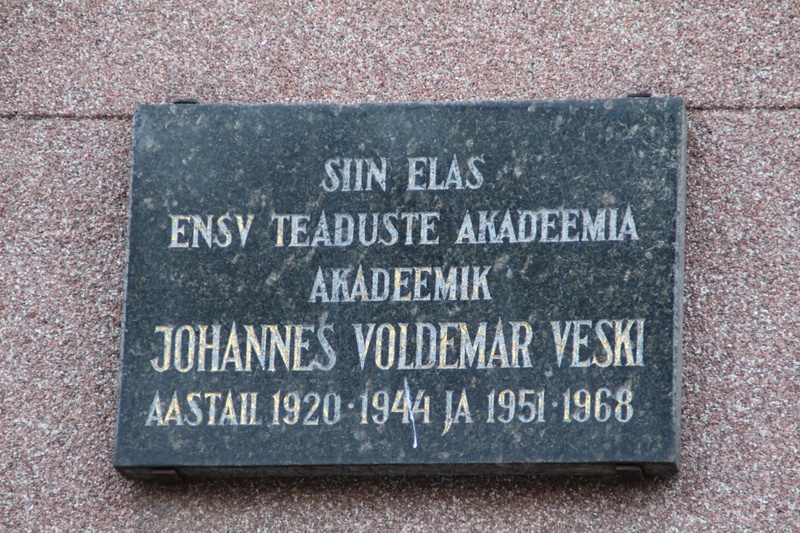 SIIN ELAS
ENSV TEADUSTE AKADEEMIA
AKADEEMIK
JOHANNES VOLDEMAR VESKI
AASTAIL 1920 · 1944 JA 1951 · 1968